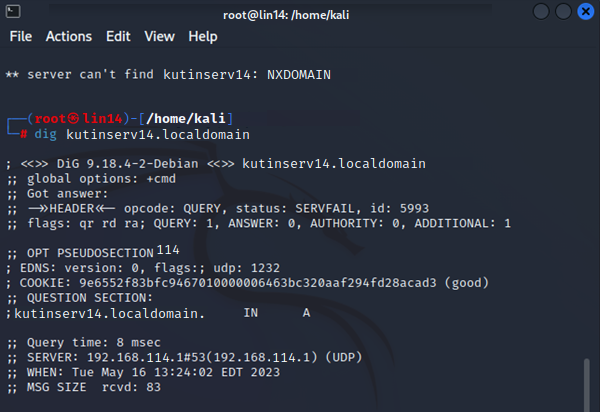 root@lin14: /home/kali
File Actions Edit View Help
** server can't find kutinserv14: NXDOMAIN
┌──(root㉿lin14)-[/home/kali]
└─# dig kutinserv14.localdomain
; <<>> DiG 9.18.4-2-Debian <<>> kutinserv14.localdomain
;; global options: +cmd
;; Got answer:
;; ->>HEADER<<- opcode: QUERY, status: SERVFAIL, id: 5993
;; flags: qr rd ra; QUERY: 1, ANSWER: 0, AUTHORITY: 0, ADDITIONAL: 1
;; OPT PSEUDOSECTION 114
; EDNS: version: 0, flags:; udp: 1232
; COOKIE: 9e6552f83bfc9467010000006463bc320aaf294fd28acad3 (good)
;; QUESTION SECTION:
;kutinserv14.localdomain. IN A
;; Query time: 8 msec
;; SERVER: 192.168.114.1#53(192.168.114.1) (UDP)
;; WHEN: Tue May 16 13:24:02 EDT 2023
;; MSG SIZE rcvd: 83